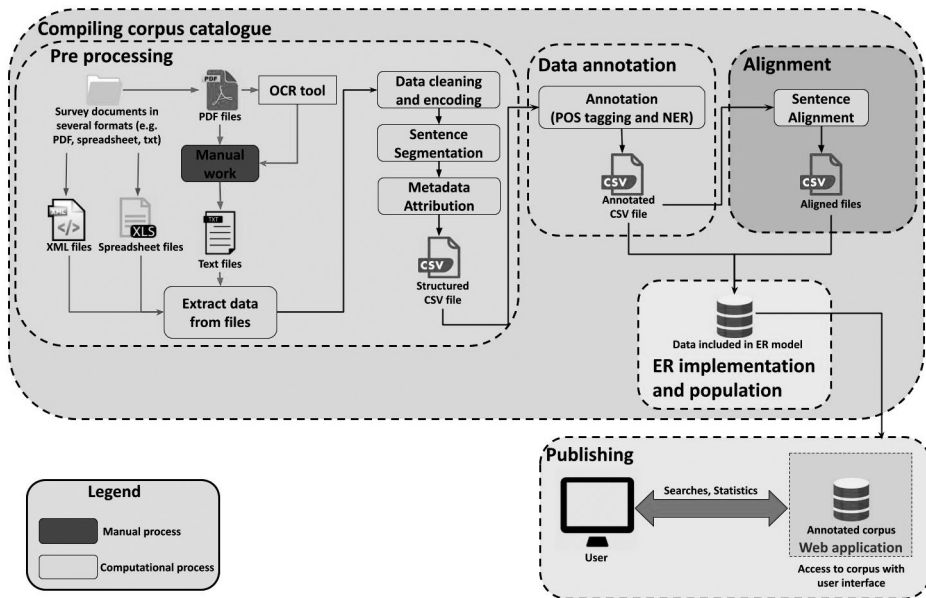 Compiling corpus catalogue
Pre processing
Survey documents in
several formats (e.g.
PDF, spreadsheet, txt)
PDF
PDF files
OCR tool
Manual
work
XML
</>
XML files
XLS
Spreadsheet files
TXT
Text files
Extract data
from files
Data cleaning
and encoding
Sentence
Segmentation
Metadata
Attribution
CSV
Structured
CSV file
Data annotation
Annotation
(POS tagging and NER)
CSV
Annotated
CSV file
Alignment
Sentence
Alignment
CSV
Aligned files
Data included in ER model
ER implementation
and population
Publishing
User
Searches, Statistics
Annotated corpus
Web application
Access to corpus with
user interface
Legend
Manual process
Computational process